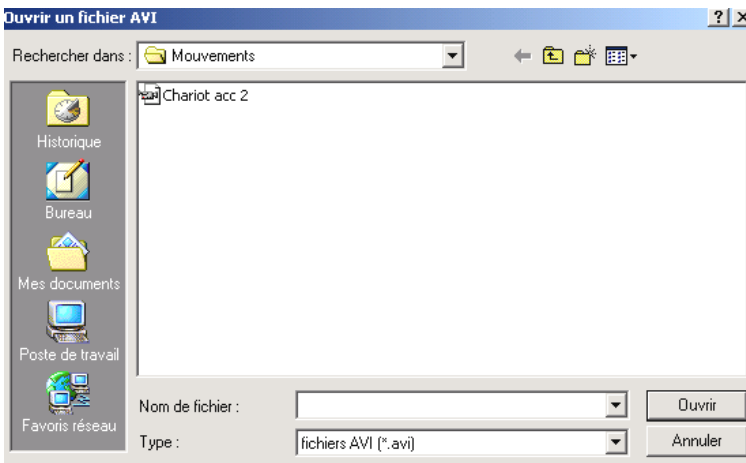 Ouvrir un fichier AVI
Rechercher dans : Mouvements
Chariot acc 2
Historique
Bureau
Mes documents
Poste de travail
Favoris réseau
Nom de fichier : Ouvrir
Type : fichiers AVI (*.avi) Annuler